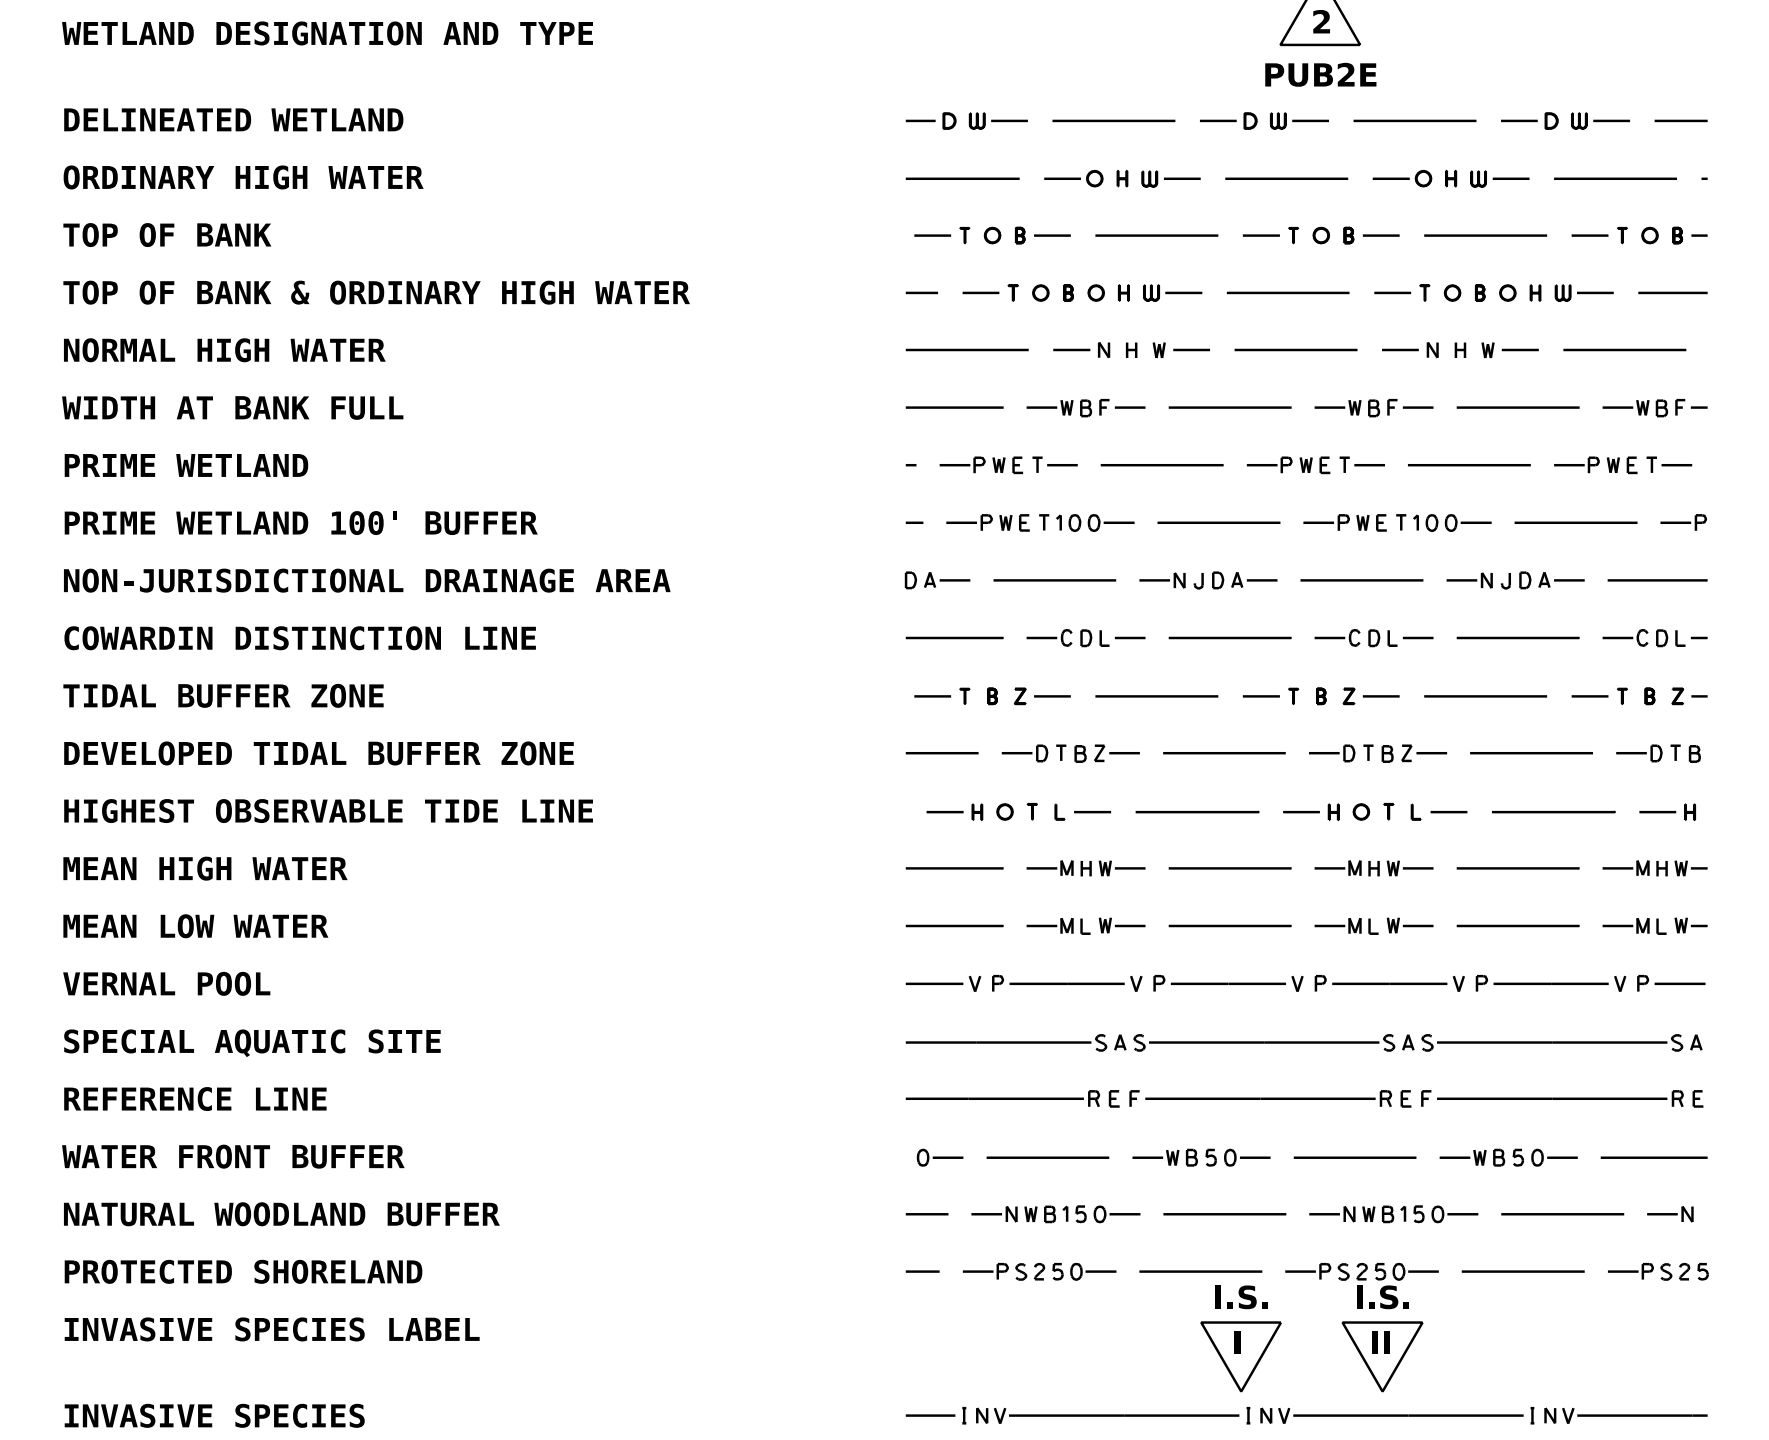 2
WETLAND DESIGNATION AND TYPE
PUB2E
DELINEATED WETLAND DW DW DW
ORDINARY HIGH WATER OHW OHW
TOP OF BANK TOB TOB TOB
TOP OF BANK & ORDINARY HIGH WATER TOBOHW TOBOHW
NORMAL HIGH WATER NHW NHW
WIDTH AT BANK FULL WBF WBF WBF
PRIME WETLAND PWET PWET PWET
PRIME WETLAND 100' BUFFER PWET100 PWET100 P
NON-JURISDICTIONAL DRAINAGE AREA DA NJDA NJDA
COWARDIN DISTINCTION LINE CDL CDL CDL
TIDAL BUFFER ZONE TBZ TBZ TBZ
DEVELOPED TIDAL BUFFER ZONE DTBZ DTBZ DTB
HIGHEST OBSERVABLE TIDE LINE HOTL HOTL H
MEAN HIGH WATER MHW MHW MHW
MEAN LOW WATER MLW MLW MLW
VERNAL POOL VP VP VP VP VP
SPECIAL AQUATIC SITE SAS SAS SA
REFERENCE LINE REF REF RE
WATER FRONT BUFFER 0 WB50 WB50
NATURAL WOODLAND BUFFER NWB150 NWB150 N
PROTECTED SHORELAND PS250 PS250 PS25
I.S. I.S.
INVASIVE SPECIES LABEL I II
INVASIVE SPECIES INV INV INV